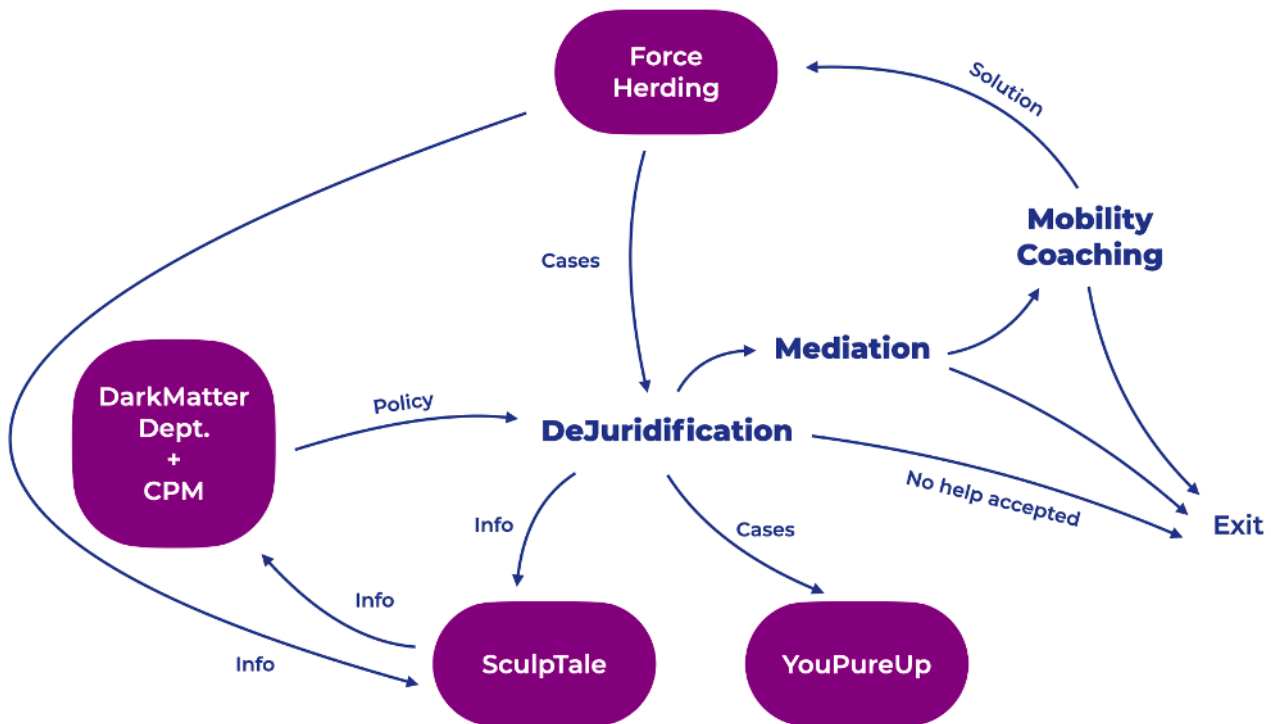 Force
Herding
Solution
Mobility
Coaching
Cases
Mediation
DarkMatter
Dept.
+
CPM
Policy
DeJuridification
No help accepted
Info
Cases
Exit
Info
Info
SculpTale
YouPureUp